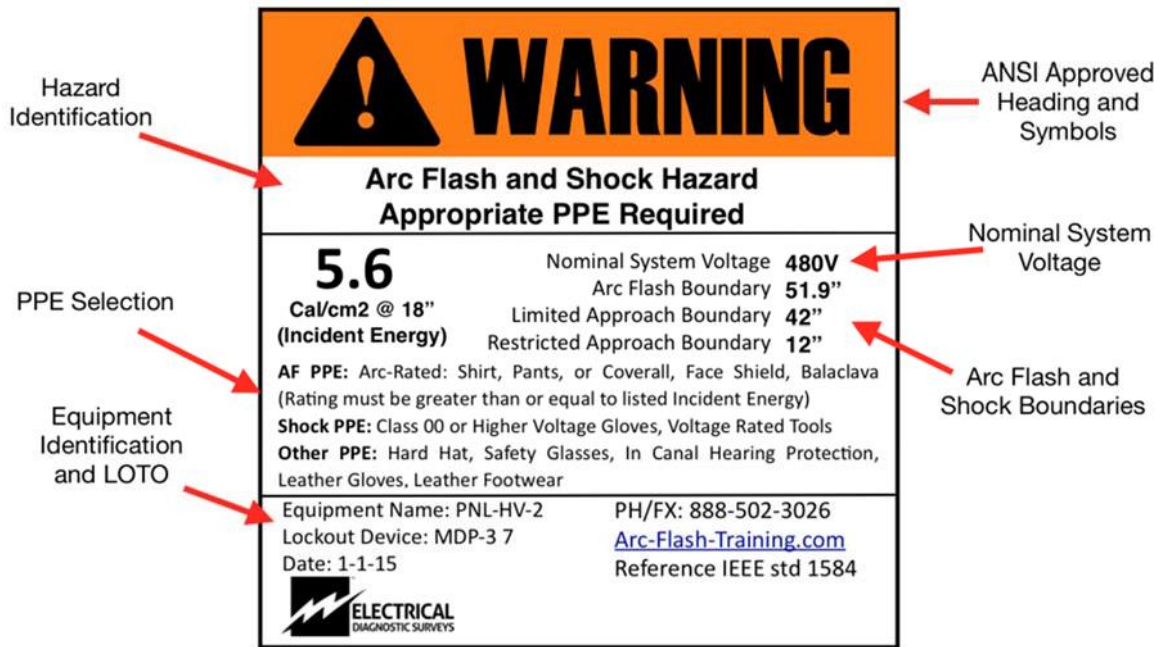 WARNING
Hazard
Identification
ANSI Approved
Heading and
Symbols
Arc Flash and Shock Hazard
Appropriate PPE Required
Nominal System
Voltage
PPE Selection
5.6
Cal/cm2 @ 18”
(Incident Energy)
Nominal System Voltage 480V
Arc Flash Boundary 51.9”
Limited Approach Boundary 42”
Restricted Approach Boundary 12”
Arc Flash and
Shock Boundaries
AF PPE: Arc-Rated: Shirt, Pants, or Coverall, Face Shield, Balaclava
(Rating must be greater than or equal to listed Incident Energy)
Shock PPE: Class 00 or Higher Voltage Gloves, Voltage Rated Tools
Other PPE: Hard Hat, Safety Glasses, In Canal Hearing Protection,
Leather Gloves, Leather Footwear
Equipment
Identification
and LOTO
Equipment Name: PNL-HV-2
Lockout Device: MDP-3 7
Date: 1-1-15
PH/FX: 888-502-3026
Arc-Flash-Training.com
Reference IEEE std 1584
ELECTRICAL
DIAGNOSTIC SURVEYS